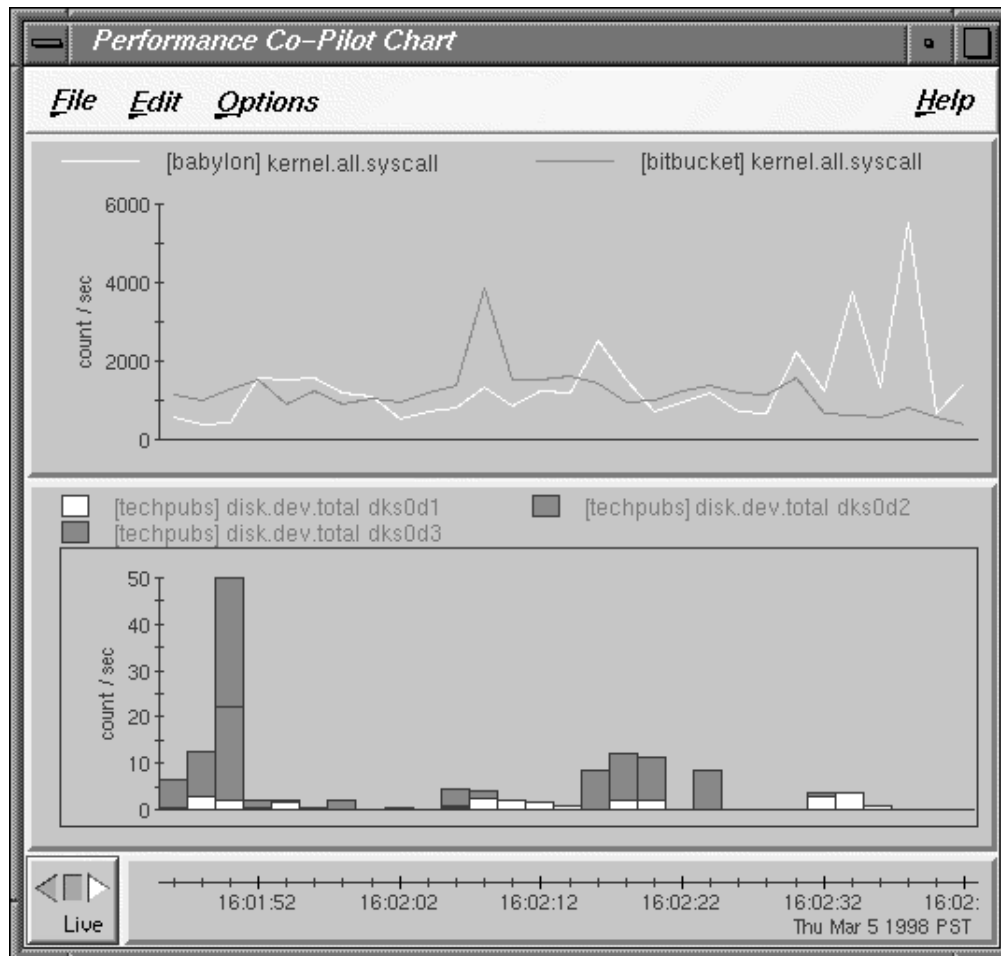 Performance Co-Pilot Chart
File Edit Options Help
[babylon] kernel.all.syscall [bitbucket] kernel.all.syscall
6000
4000
2000
0
count / sec
[techpubs] disk.dev.total dks0d1 [techpubs] disk.dev.total dks0d2
[techpubs] disk.dev.total dks0d3
50
40
30
20
10
0
count / sec
Live
16:01:52 16:02:02 16:02:12 16:02:22 16:02:32 16:02:
Thu Mar 5 1998 PST